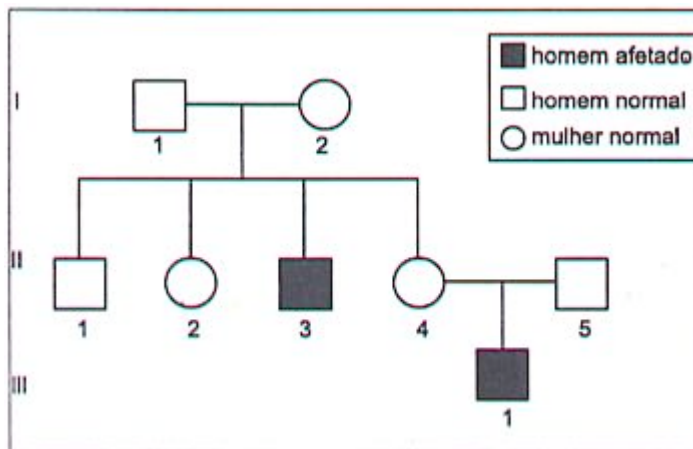 homem afetado
homem normal
mulher normal
I
1 2
II
1 2 3 4 5
III
1